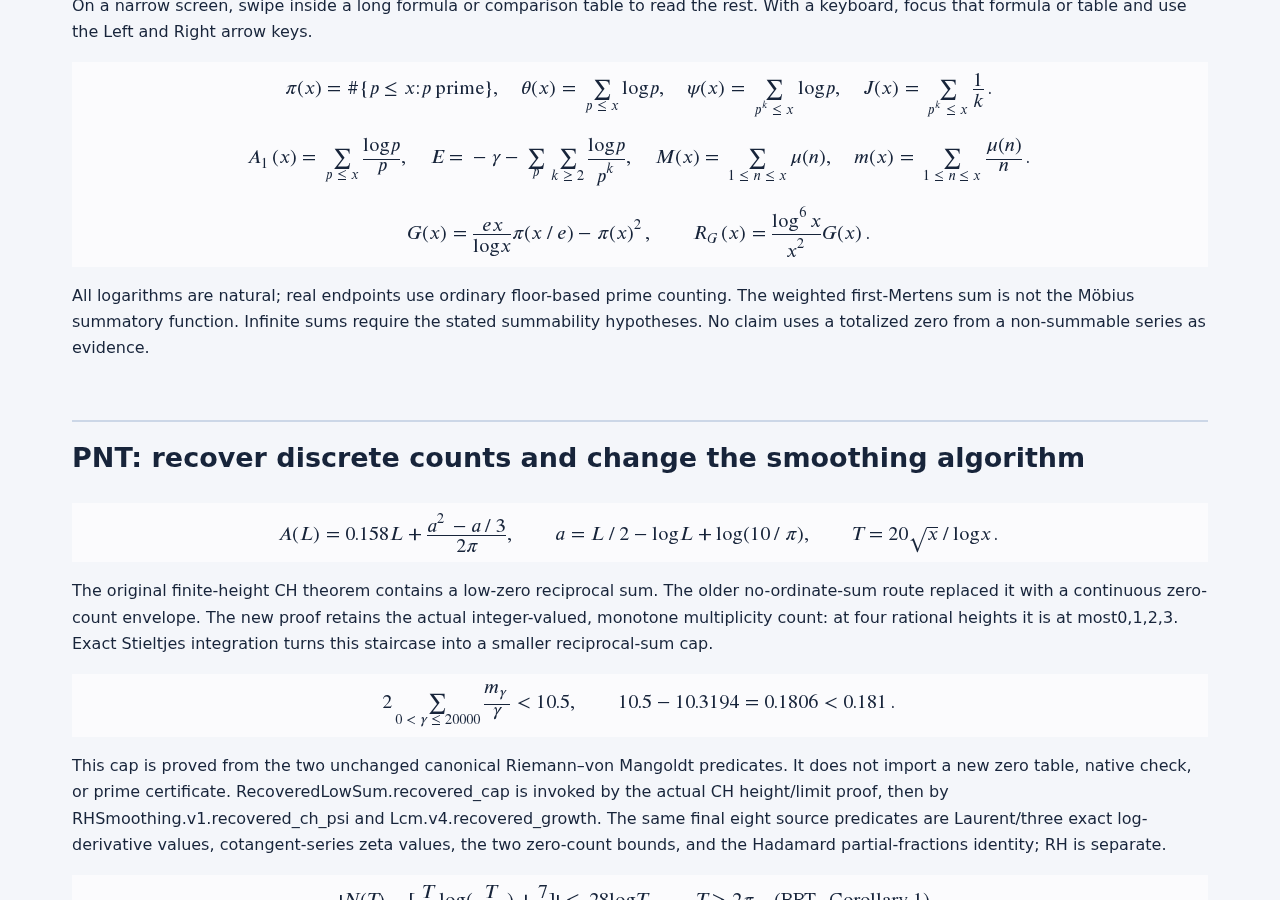 On a narrow screen, swipe inside a long formula or comparison table to read the rest. With a keyboard, focus that formula or table and use
the Left and Right arrow keys.
π(x) = #{p ≤ x:p prime}, θ(x) = ∑_{p ≤ x} log p, ψ(x) = ∑_{p^k ≤ x} log p, J(x) = ∑_{p^k ≤ x} 1/k .
A_1 (x) = ∑_{p ≤ x} log p/p, E = − γ − ∑_p ∑_{k ≥ 2} log p/p^k, M(x) = ∑_{1 ≤ n ≤ x} μ(n), m(x) = ∑_{1 ≤ n ≤ x} μ(n)/n .
G(x) = ex/log x π(x / e) − π(x)^2 , R_G (x) = log^6 x/x^2 G(x) .
All logarithms are natural; real endpoints use ordinary floor-based prime counting. The weighted first-Mertens sum is not the Möbius
summatory function. Infinite sums require the stated summability hypotheses. No claim uses a totalized zero from a non-summable series as
evidence.
PNT: recover discrete counts and change the smoothing algorithm
A(L) = 0.158L + (a^2 − a / 3)/2π, a = L / 2 − log L + log(10 / π), T = 20√x / log x .
The original finite-height CH theorem contains a low-zero reciprocal sum. The older no-ordinate-sum route replaced it with a continuous zero-
count envelope. The new proof retains the actual integer-valued, monotone multiplicity count: at four rational heights it is at most0,1,2,3.
Exact Stieltjes integration turns this staircase into a smaller reciprocal-sum cap.
2 ∑_{0 < γ ≤ 20000} m_γ/γ < 10.5, 10.5 − 10.3194 = 0.1806 < 0.181 .
This cap is proved from the two unchanged canonical Riemann–von Mangoldt predicates. It does not import a new zero table, native check,
or prime certificate. RecoveredLowSum.recovered_cap is invoked by the actual CH height/limit proof, then by
RHSmoothing.v1.recovered_ch_psi and Lcm.v4.recovered_growth. The same final eight source predicates are Laurent/three exact log-
derivative values, cotangent-series zeta values, the two zero-count bounds, and the Hadamard partial-fractions identity; RH is separate.